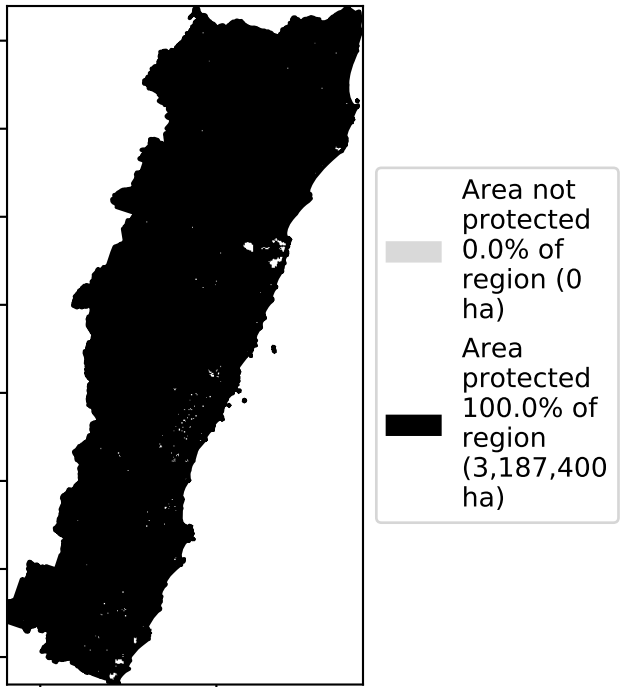 Area not
protected
0.0% of
region (0
ha)
Area
protected
100.0% of
region
(3,187,400
ha)